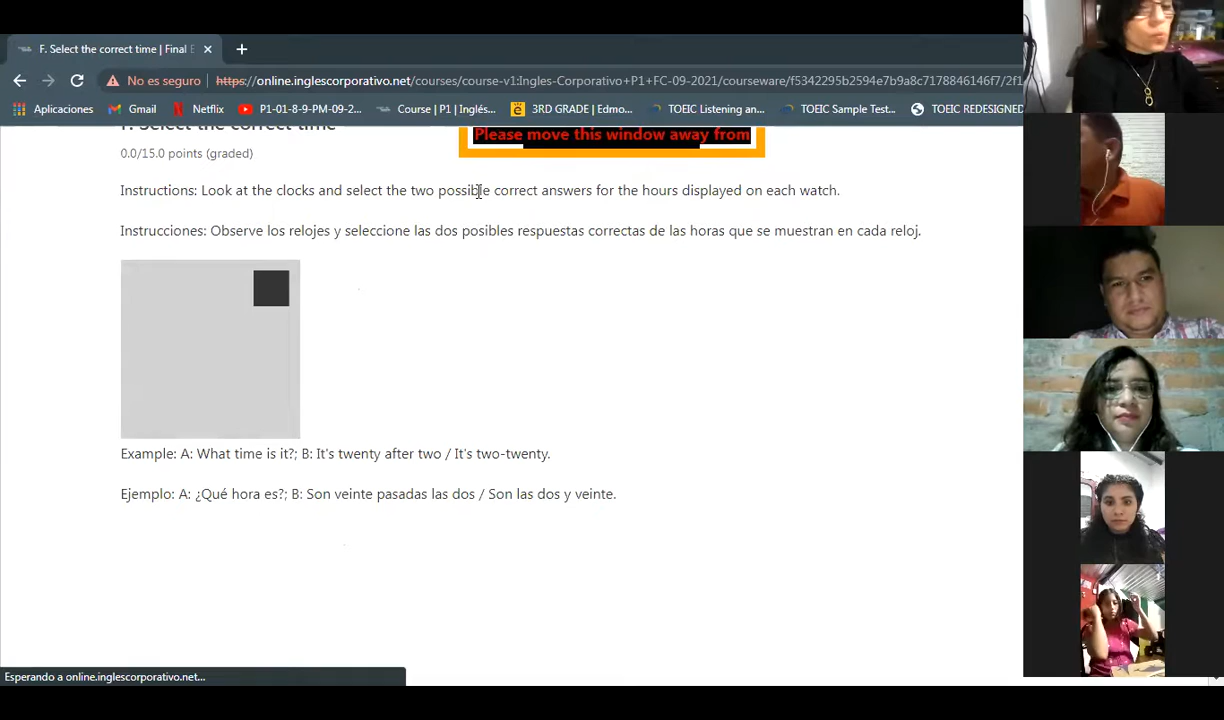 F. Select the correct time | Final E
No es seguro
https://online.inglescorporativo.net/courses/course-v1:Ingles-Corporativo+P1+FC-09-2021/courseware/f5342295b2594e7b9a8c7178846146f7/2f1
Aplicaciones
Gmail
Netflix
P1-01-8-9-PM-09-2...
Course | P1 | Inglés...
3RD GRADE | Edmo...
TOEIC Listening an...
TOEIC Sample Test...
TOEIC REDESIGNED
F. Select the correct time
Please move this window away from
0.0/15.0 points (graded)
Instructions: Look at the clocks and select the two possible correct answers for the hours displayed on each watch.
Instrucciones: Observe los relojes y seleccione las dos posibles respuestas correctas de las horas que se muestran en cada reloj.
Example: A: What time is it?; B: It's twenty after two / It's two-twenty.
Ejemplo: A: ¿Qué hora es?; B: Son veinte pasadas las dos / Son las dos y veinte.
Esperando a online.inglescorporativo.net...